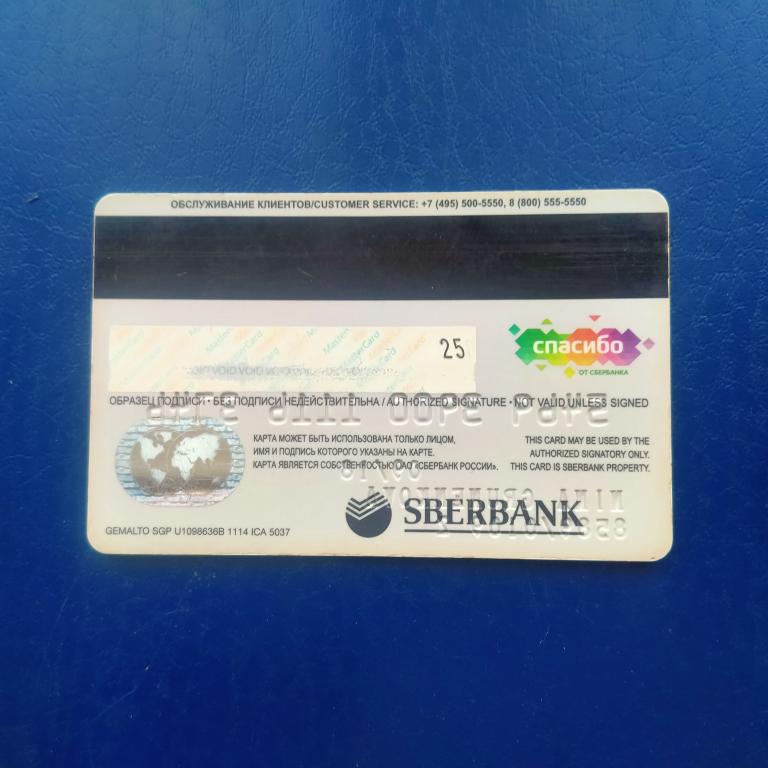 ОБСЛУЖИВАНИЕ КЛИЕНТОВ/CUSTOMER SERVICE: +7 (495) 500-5550, 8 (800) 555-5550
MasterCard
25
спасибо
ОТ СБЕРБАНКА
ОБРАЗЕЦ ПОДПИСИ • БЕЗ ПОДПИСИ НЕДЕЙСТВИТЕЛЬНА / AUTHORIZED SIGNATURE • NOT VALID UNLESS SIGNED
КАРТА МОЖЕТ БЫТЬ ИСПОЛЬЗОВАНА ТОЛЬКО ЛИЦОМ,
ИМЯ И ПОДПИСЬ КОТОРОГО УКАЗАНЫ НА КАРТЕ.
КАРТА ЯВЛЯЕТСЯ СОБСТВЕННОСТЬЮ ОАО «СБЕРБАНК РОССИИ».
THIS CARD MAY BE USED BY THE
AUTHORIZED SIGNATORY ONLY.
THIS CARD IS SBERBANK PROPERTY.
SBERBANK
GEMALTO SGP U1098636B 1114 ICA 5037